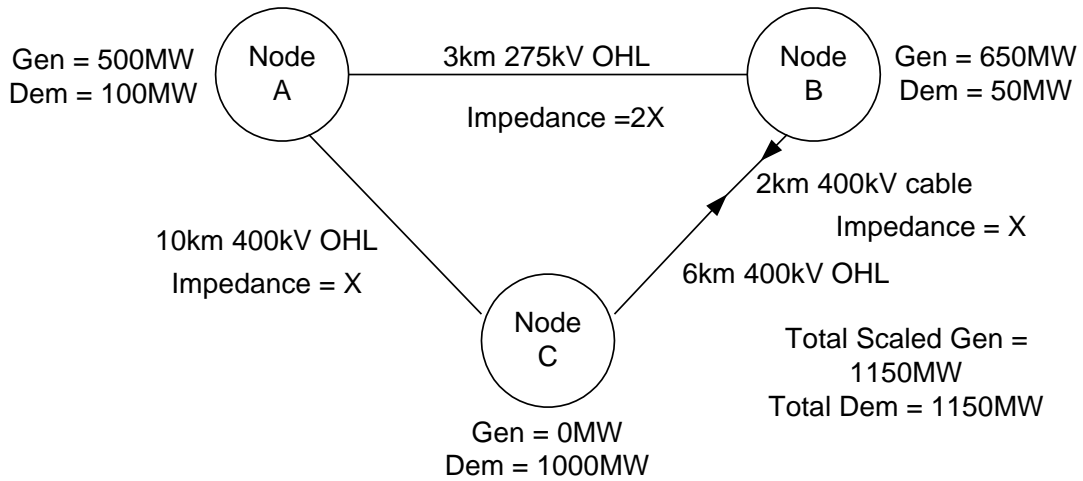 Gen = 500MW
Dem = 100MW
Node
A
3km 275kV OHL
Impedance =2X
Node
B
Gen = 650MW
Dem = 50MW
2km 400kV cable
Impedance = X
10km 400kV OHL
Impedance = X
6km 400kV OHL
Node
C
Total Scaled Gen =
1150MW
Total Dem = 1150MW
Gen = 0MW
Dem = 1000MW